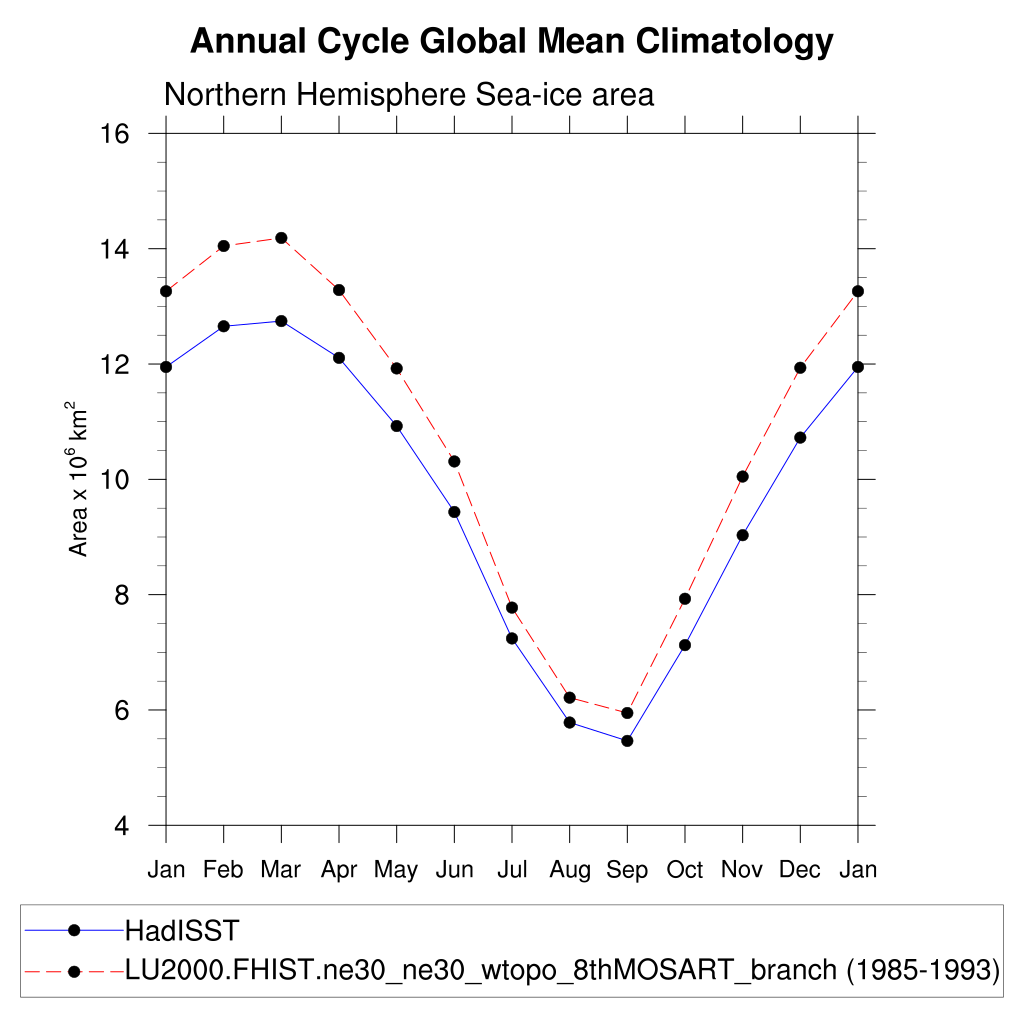 Annual Cycle Global Mean Climatology
Northern Hemisphere Sea-ice area
16
14
12
10
8
6
4
Area x 10⁶ km²
Jan Feb Mar Apr May Jun Jul Aug Sep Oct Nov Dec Jan
HadISST
LU2000.FHIST.ne30_ne30_wtopo_8thMOSART_branch (1985-1993)